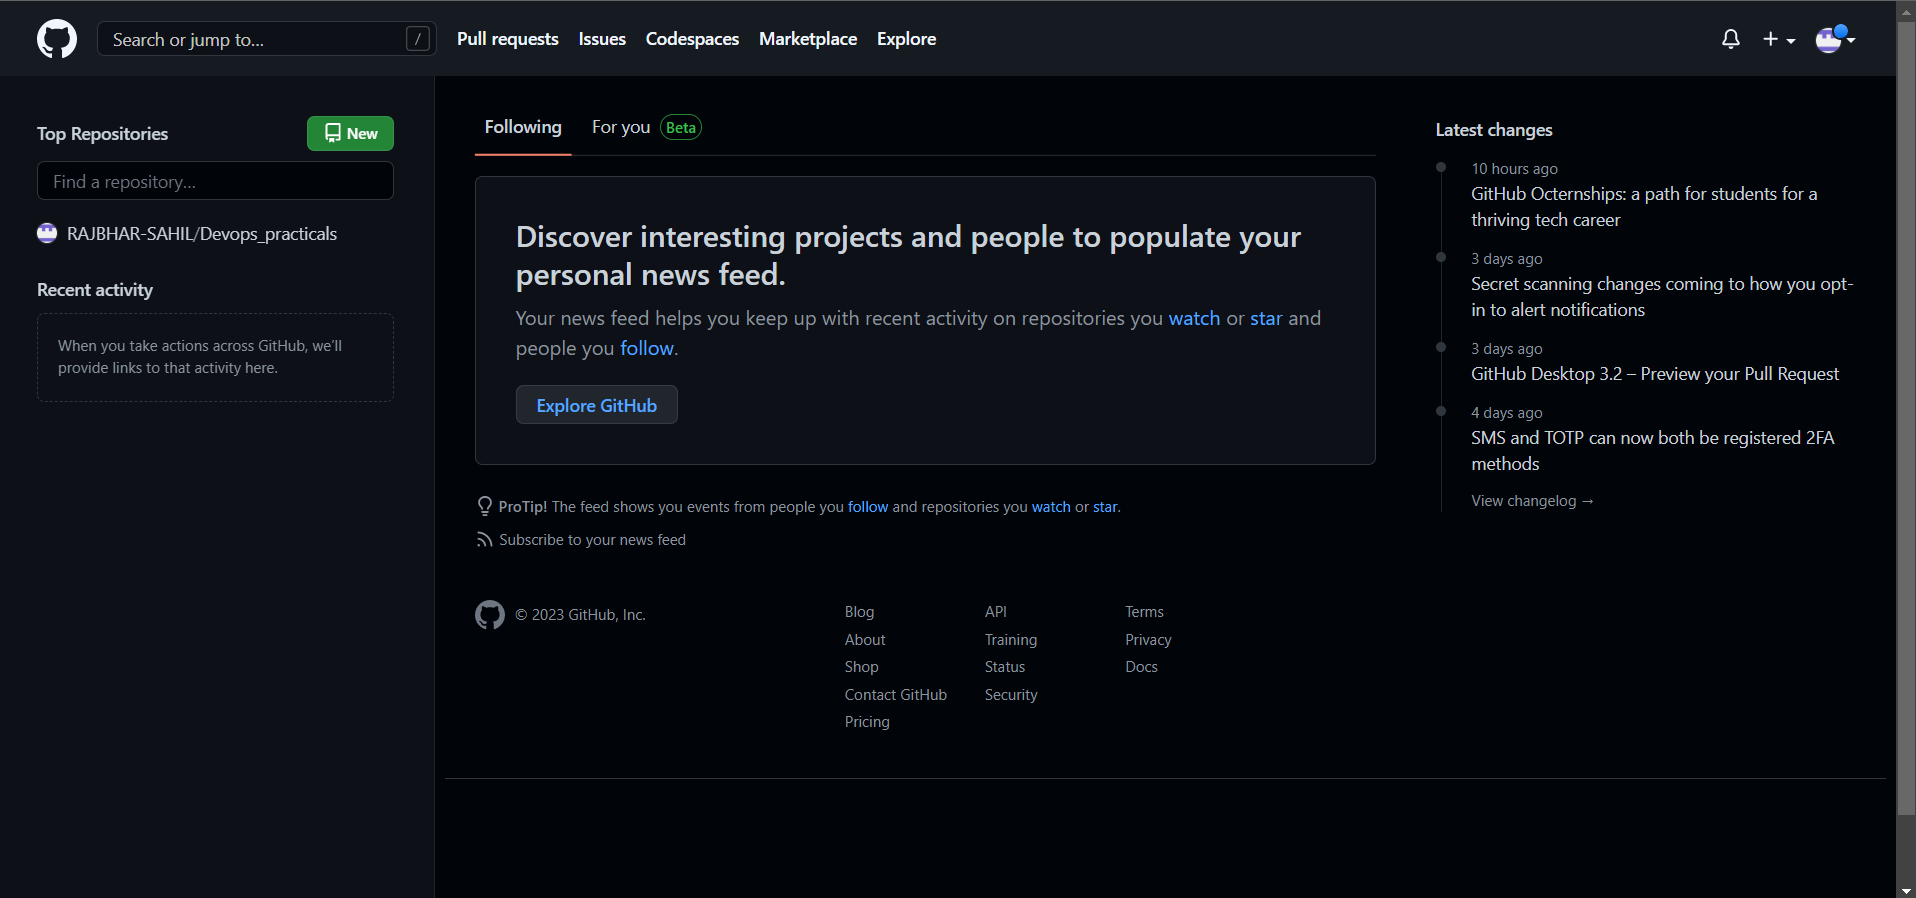 Search or jump to... /
Pull requests
Issues
Codespaces
Marketplace
Explore
Top Repositories
New
Find a repository…
RAJBHAR-SAHIL/Devops_practicals
Recent activity
When you take actions across GitHub, we’ll
provide links to that activity here.
Following
For you Beta
Discover interesting projects and people to populate your
personal news feed.
Your news feed helps you keep up with recent activity on repositories you watch or star and
people you follow.
Explore GitHub
ProTip! The feed shows you events from people you follow and repositories you watch or star.
Subscribe to your news feed
© 2023 GitHub, Inc.
Blog
About
Shop
Contact GitHub
Pricing
API
Training
Status
Security
Terms
Privacy
Docs
Latest changes
10 hours ago
GitHub Octernships: a path for students for a
thriving tech career
3 days ago
Secret scanning changes coming to how you opt-
in to alert notifications
3 days ago
GitHub Desktop 3.2 – Preview your Pull Request
4 days ago
SMS and TOTP can now both be registered 2FA
methods
View changelog →